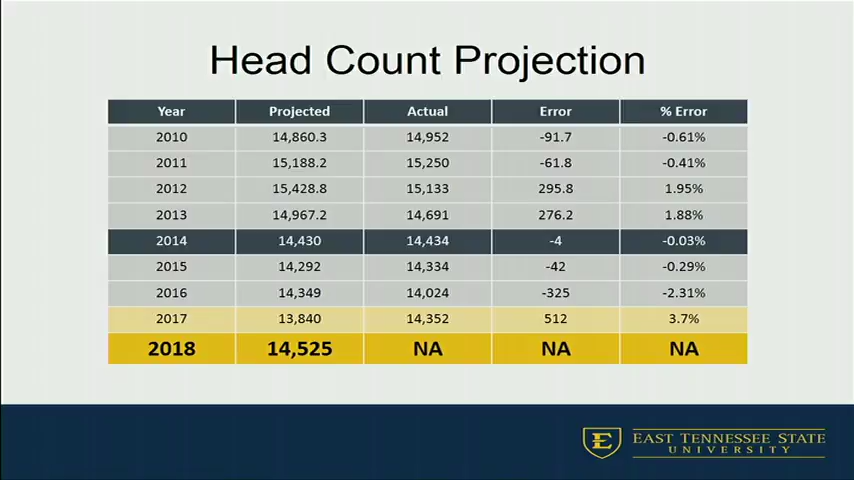 Head Count Projection
Year Projected Actual Error % Error
2010 14,860.3 14,952 -91.7 -0.61%
2011 15,188.2 15,250 -61.8 -0.41%
2012 15,428.8 15,133 295.8 1.95%
2013 14,967.2 14,691 276.2 1.88%
2014 14,430 14,434 -4 -0.03%
2015 14,292 14,334 -42 -0.29%
2016 14,349 14,024 -325 -2.31%
2017 13,840 14,352 512 3.7%
2018 14,525 NA NA NA
E
EAST TENNESSEE STATE
UNIVERSITY